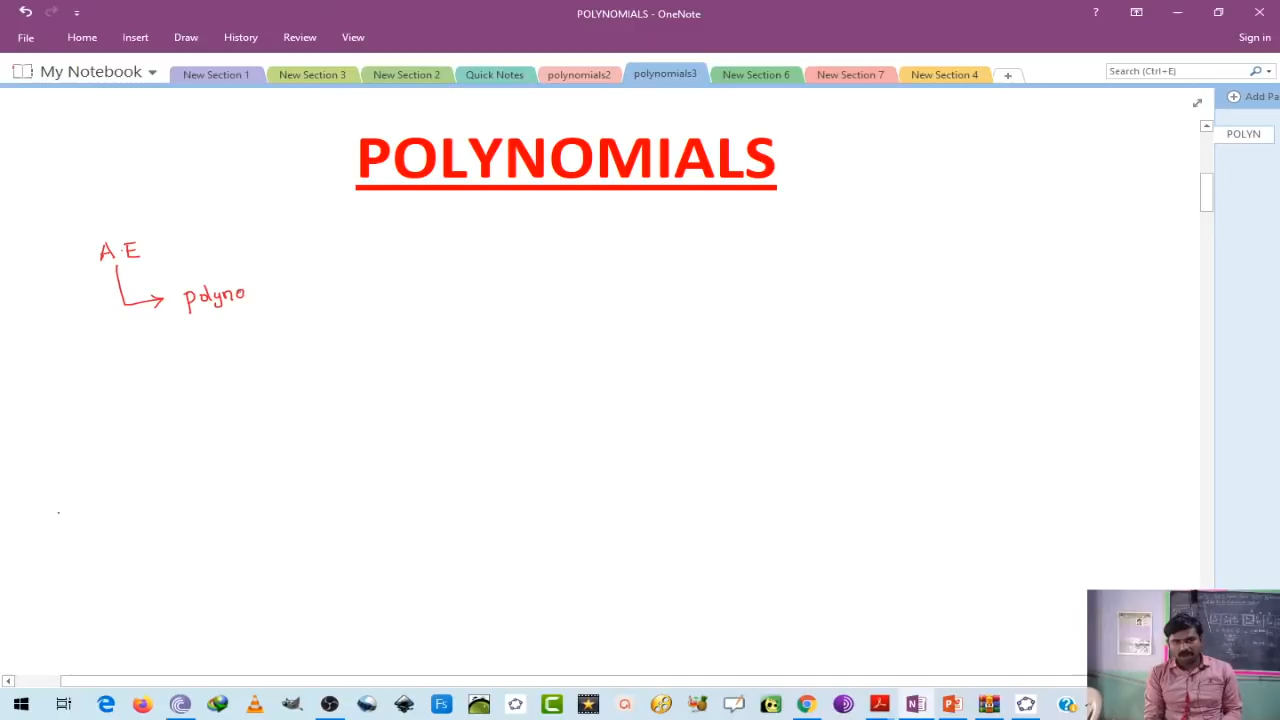 POLYNOMIALS - OneNote
?
File Home Insert Draw History Review View
Sign in
My Notebook New Section 1 New Section 3 New Section 2 Quick Notes polynomials2 polynomials3 New Section 6 New Section 7 New Section 4 +
Search (Ctrl+E)
Add Pa
POLYN
POLYNOMIALS
A.E
polyno
Fs